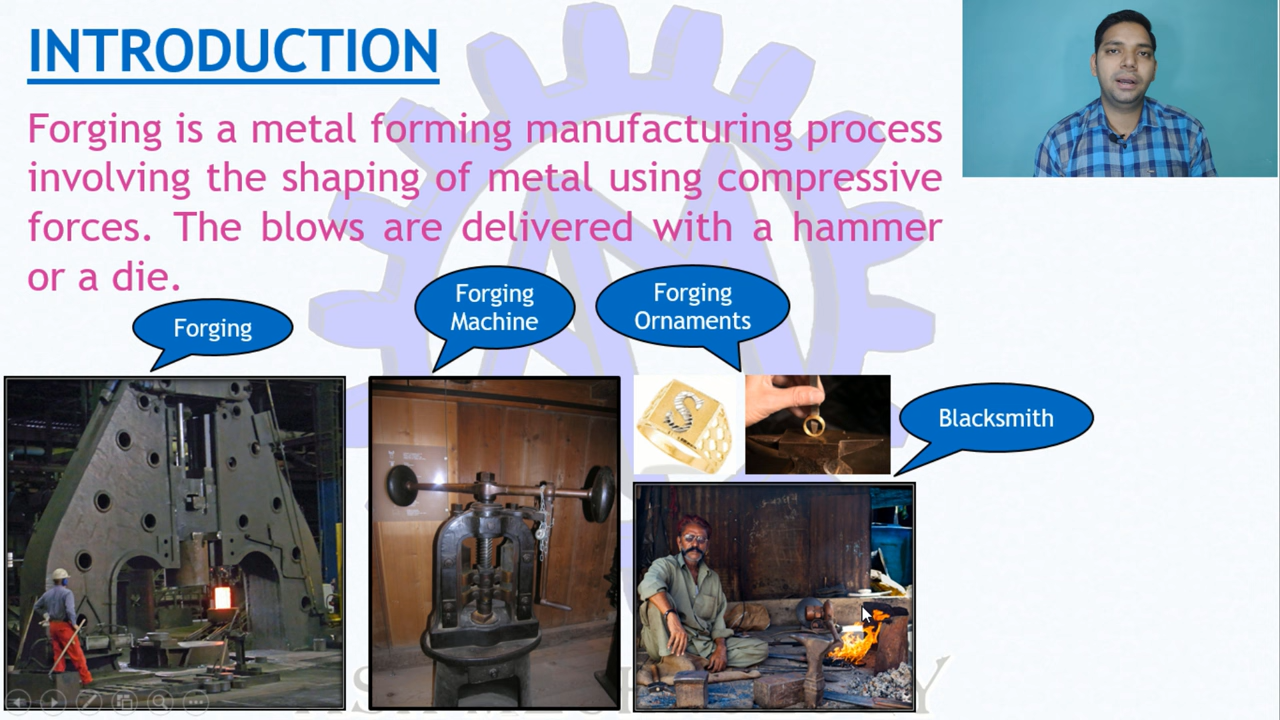 INTRODUCTION
Forging is a metal forming manufacturing process
involving the shaping of metal using compressive
forces. The blows are delivered with a hammer
or a die.
Forging
Forging
Machine
Forging
Ornaments
Blacksmith
S